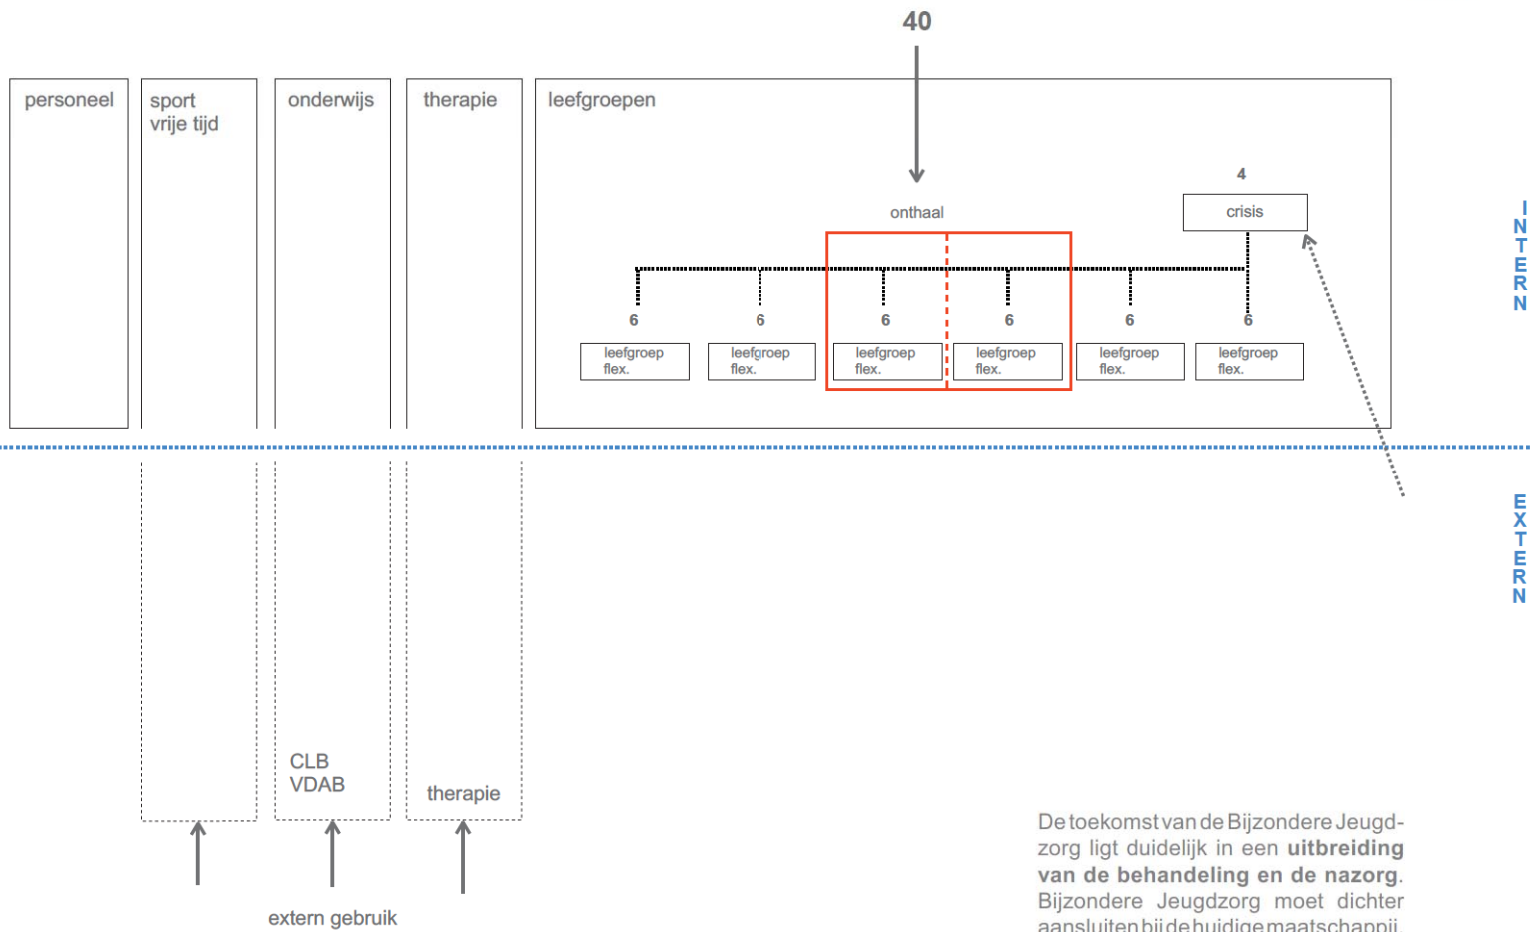 40
personeel
sport
vrije tijd
onderwijs
therapie
leefgroepen
4
onthaal
crisis
6
6
6
6
6
6
leefgroep
flex.
leefgroep
flex.
leefgroep
flex.
leefgroep
flex.
leefgroep
flex.
leefgroep
flex.
INTERN
EXTERN
CLB
VDAB
therapie
extern gebruik
De toekomst van de Bijzondere Jeugd-
zorg ligt duidelijk in een uitbreiding
van de behandeling en de nazorg.
Bijzondere Jeugdzorg moet dichter
aansluiten bij de huidige maatschappij.